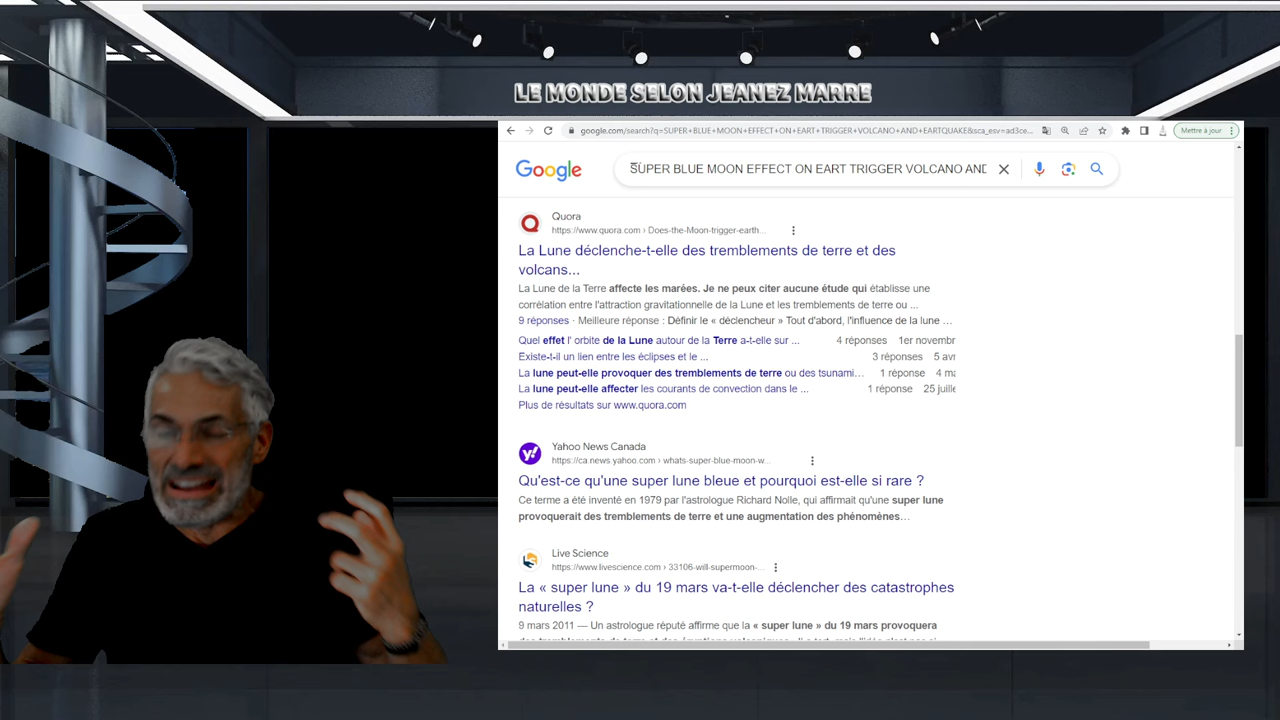 LE MONDE SELON JEANEZ MARRE
google.com/search?q=SUPER+BLUE+MOON+EFFECT+ON+EART+TRIGGER+VOLCANO+AND+EARTQUAKE&sca_esv=ad3ce...
Mettre à jour
Google
SUPER BLUE MOON EFFECT ON EART TRIGGER VOLCANO AND
Quora
https://www.quora.com › Does-the-Moon-trigger-earth...
La Lune déclenche-t-elle des tremblements de terre et des
volcans...
La Lune de la Terre affecte les marées. Je ne peux citer aucune étude qui établisse une
corrélation entre l'attraction gravitationnelle de la Lune et les tremblements de terre ou ...
9 réponses · Meilleure réponse : Définir le « déclencheur » Tout d'abord, l'influence de la lune ...
Quel effet l' orbite de la Lune autour de la Terre a-t-elle sur ... 4 réponses 1er novembr
Existe-t-il un lien entre les éclipses et le ... 3 réponses 5 avr
La lune peut-elle provoquer des tremblements de terre ou des tsunami... 1 réponse 4 ma
La lune peut-elle affecter les courants de convection dans le ... 1 réponse 25 juille
Plus de résultats sur www.quora.com
y!
Yahoo News Canada
https://ca.news.yahoo.com › whats-super-blue-moon-w...
Qu'est-ce qu'une super lune bleue et pourquoi est-elle si rare ?
Ce terme a été inventé en 1979 par l'astrologue Richard Nolle, qui affirmait qu'une super lune
provoquerait des tremblements de terre et une augmentation des phénomènes...
Live Science
https://www.livescience.com › 33106-will-supermoon-...
La « super lune » du 19 mars va-t-elle déclencher des catastrophes
naturelles ?
9 mars 2011 — Un astrologue réputé affirme que la « super lune » du 19 mars provoquera